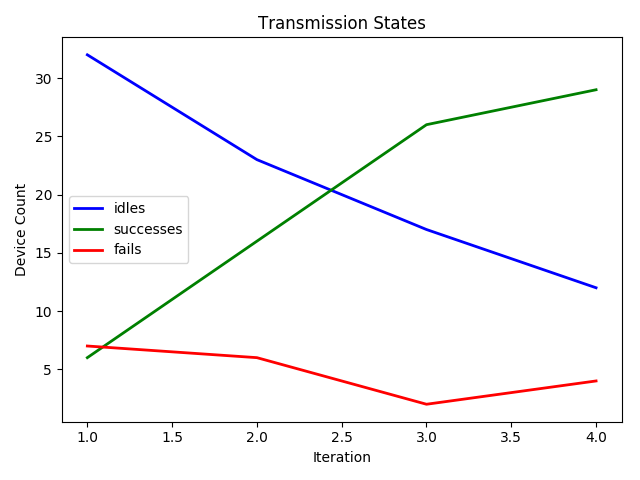 Transmission States
30
25
20
15
10
5
Device Count
idles
successes
fails
1.0 1.5 2.0 2.5 3.0 3.5 4.0
Iteration